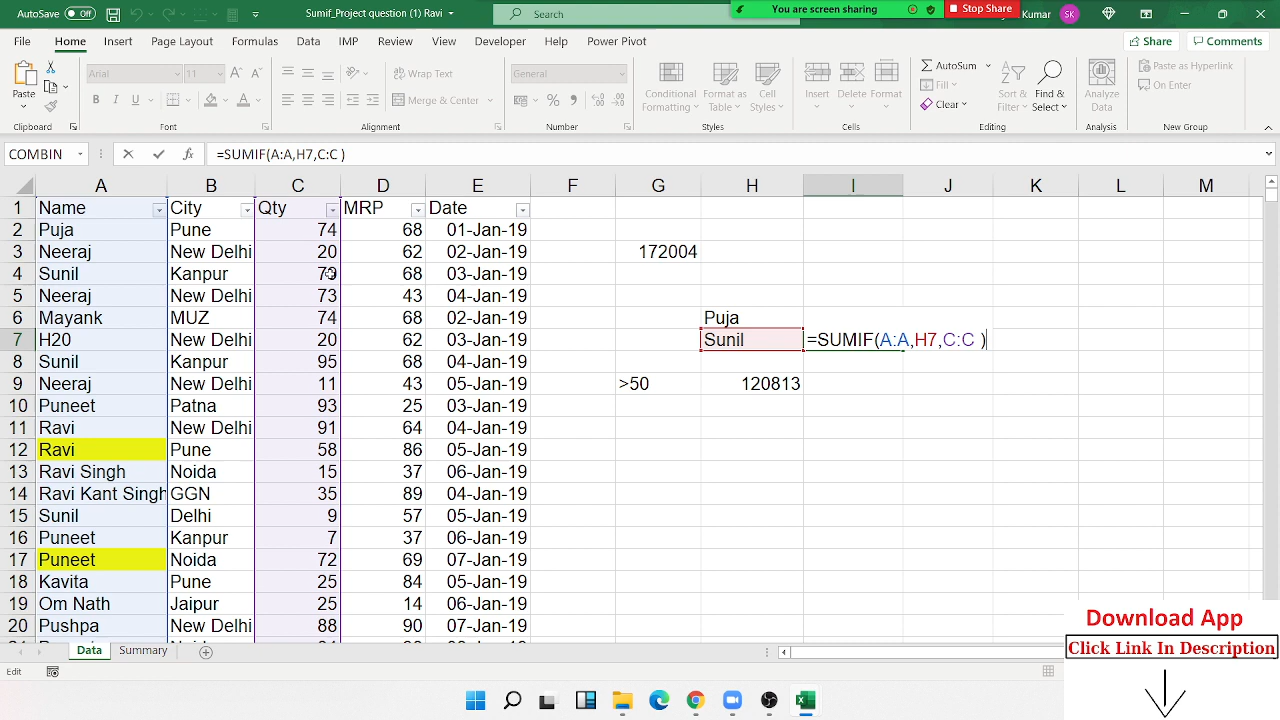 AutoSave Off
Sumif_Project question (1) Ravi
Search
You are screen sharing
Stop Share
Kumar SK
File Home Insert Page Layout Formulas Data IMP Review View Developer Help Power Pivot
Share Comments
Paste
Arial 11
B I U
Wrap Text
Merge & Center
General
Conditional Formatting
Format as Table
Cell Styles
Insert Delete Format
AutoSum
Fill
Clear
Sort & Filter
Find & Select
Analyze Data
Paste as Hyperlink
On Enter
Clipboard Font Alignment Number Styles Cells Editing Analysis New Group
COMBIN fx =SUMIF(A:A,H7,C:C )
A B C D E F G H I J K L M
1 Name City Qty MRP Date
2 Puja Pune 74 68 01-Jan-19
3 Neeraj New Delhi 20 62 02-Jan-19 172004
4 Sunil Kanpur 68 03-Jan-19
5 Neeraj New Delhi 73 43 04-Jan-19
6 Mayank MUZ 74 68 02-Jan-19 Puja
7 H20 New Delhi 20 62 03-Jan-19 Sunil =SUMIF(A:A,H7,C:C )
8 Sunil Kanpur 95 68 04-Jan-19
9 Neeraj New Delhi 11 43 05-Jan-19 >50 120813
10 Puneet Patna 93 25 03-Jan-19
11 Ravi New Delhi 91 64 04-Jan-19
12 Ravi Pune 58 86 05-Jan-19
13 Ravi Singh Noida 15 37 06-Jan-19
14 Ravi Kant Singh GGN 35 89 04-Jan-19
15 Sunil Delhi 9 57 05-Jan-19
16 Puneet Kanpur 7 37 06-Jan-19
17 Puneet Noida 72 69 07-Jan-19
18 Kavita Pune 25 84 05-Jan-19
19 Om Nath Jaipur 25 14 06-Jan-19
20 Pushpa New Delhi 88 90 07-Jan-19
Data Summary
Edit
Download App
Click Link In Description